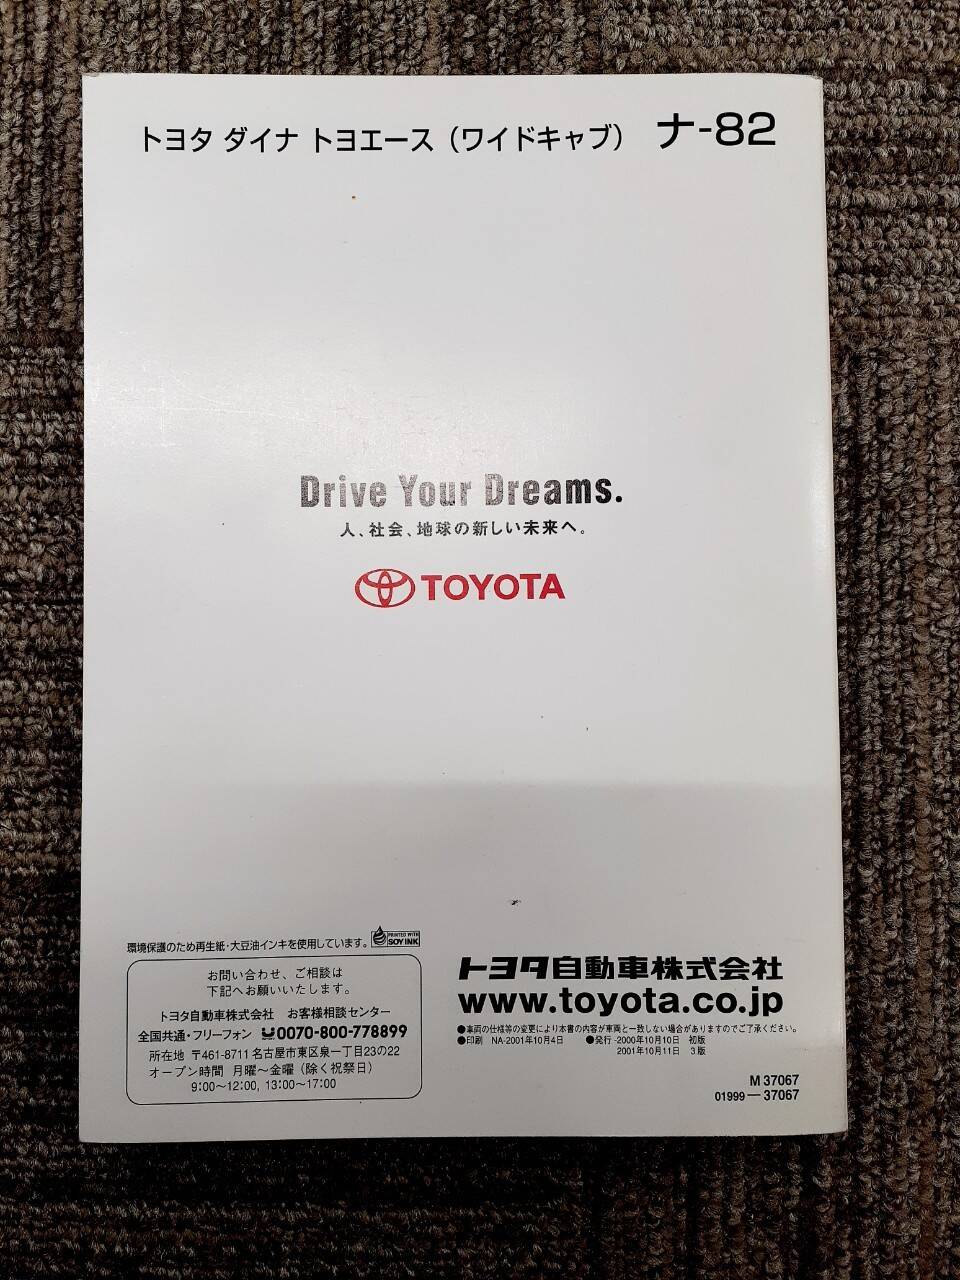 トヨタ ダイナ トヨエース（ワイドキャブ） ナ-82
Drive Your Dreams.
人、社会、地球の新しい未来へ。
TOYOTA
環境保護のため再生紙・大豆油インキを使用しています。 PRINTED WITH SOY INK
お問い合わせ、ご相談は
下記へお願いいたします。
トヨタ自動車株式会社 お客様相談センター
全国共通・フリーフォン 0070-800-778899
所在地 〒461-8711 名古屋市東区泉一丁目23の22
オープン時間 月曜〜金曜（除く祝祭日）
9:00〜12:00, 13:00〜17:00
トヨタ自動車株式会社
www.toyota.co.jp
●車両の仕様等の変更により本書の内容が車両と一致しない場合がありますのでご了承ください。
●印刷 NA-2001年10月4日 ●発行-2000年10月10日 初版
2001年10月11日 3版
M 37067
01999―37067